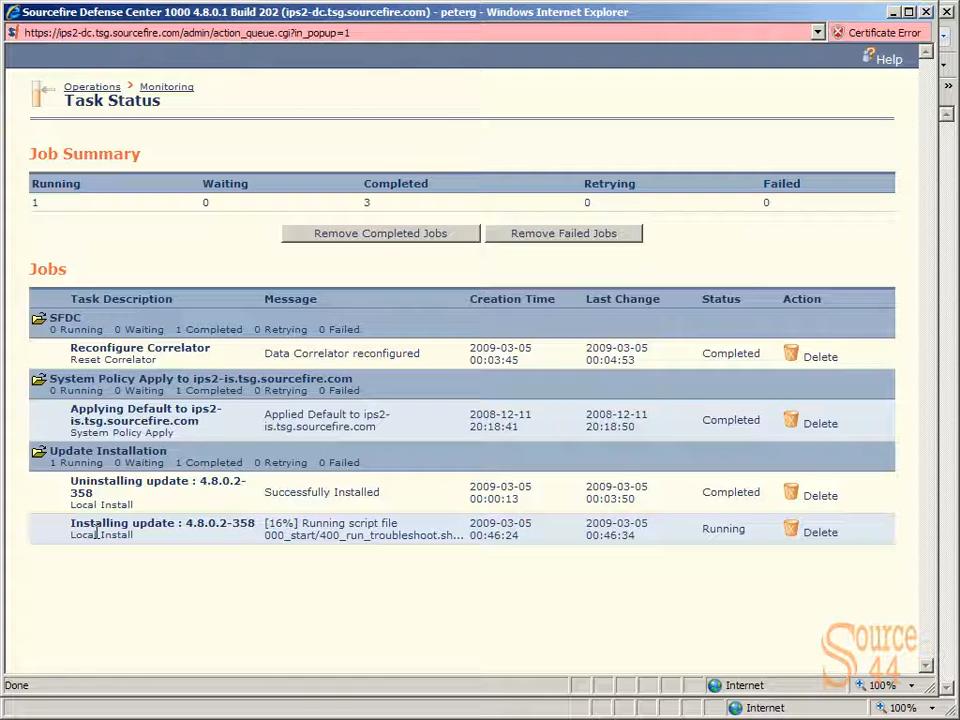 Sourcefire Defense Center 1000 4.8.0.1 Build 202 (ips2-dc.tsg.sourcefire.com) - peterg - Windows Internet Explorer
https://ips2-dc.tsg.sourcefire.com/admin/action_queue.cgi?in_popup=1 Certificate Error
Help
Operations > Monitoring
Task Status
Job Summary
Running Waiting Completed Retrying Failed
1 0 3 0 0
Remove Completed Jobs Remove Failed Jobs
Jobs
Task Description Message Creation Time Last Change Status Action
SFDC
0 Running 0 Waiting 1 Completed 0 Retrying 0 Failed
Reconfigure Correlator
Reset Correlator
Data Correlator reconfigured
2009-03-05
00:03:45
2009-03-05
00:04:53
Completed
Delete
System Policy Apply to ips2-is.tsg.sourcefire.com
0 Running 0 Waiting 1 Completed 0 Retrying 0 Failed
Applying Default to ips2-
is.tsg.sourcefire.com
System Policy Apply
Applied Default to ips2-
is.tsg.sourcefire.com
2008-12-11
20:18:41
2008-12-11
20:18:50
Completed
Delete
Update Installation
1 Running 0 Waiting 1 Completed 0 Retrying 0 Failed
Uninstalling update : 4.8.0.2-
358
Local Install
Successfully Installed
2009-03-05
00:00:13
2009-03-05
00:03:50
Completed
Delete
Installing update : 4.8.0.2-358
Local Install
[16%] Running script file
000_start/400_run_troubleshoot.sh...
2009-03-05
00:46:24
2009-03-05
00:46:34
Running
Delete
Source
44
Done Internet 100%
Internet 100%